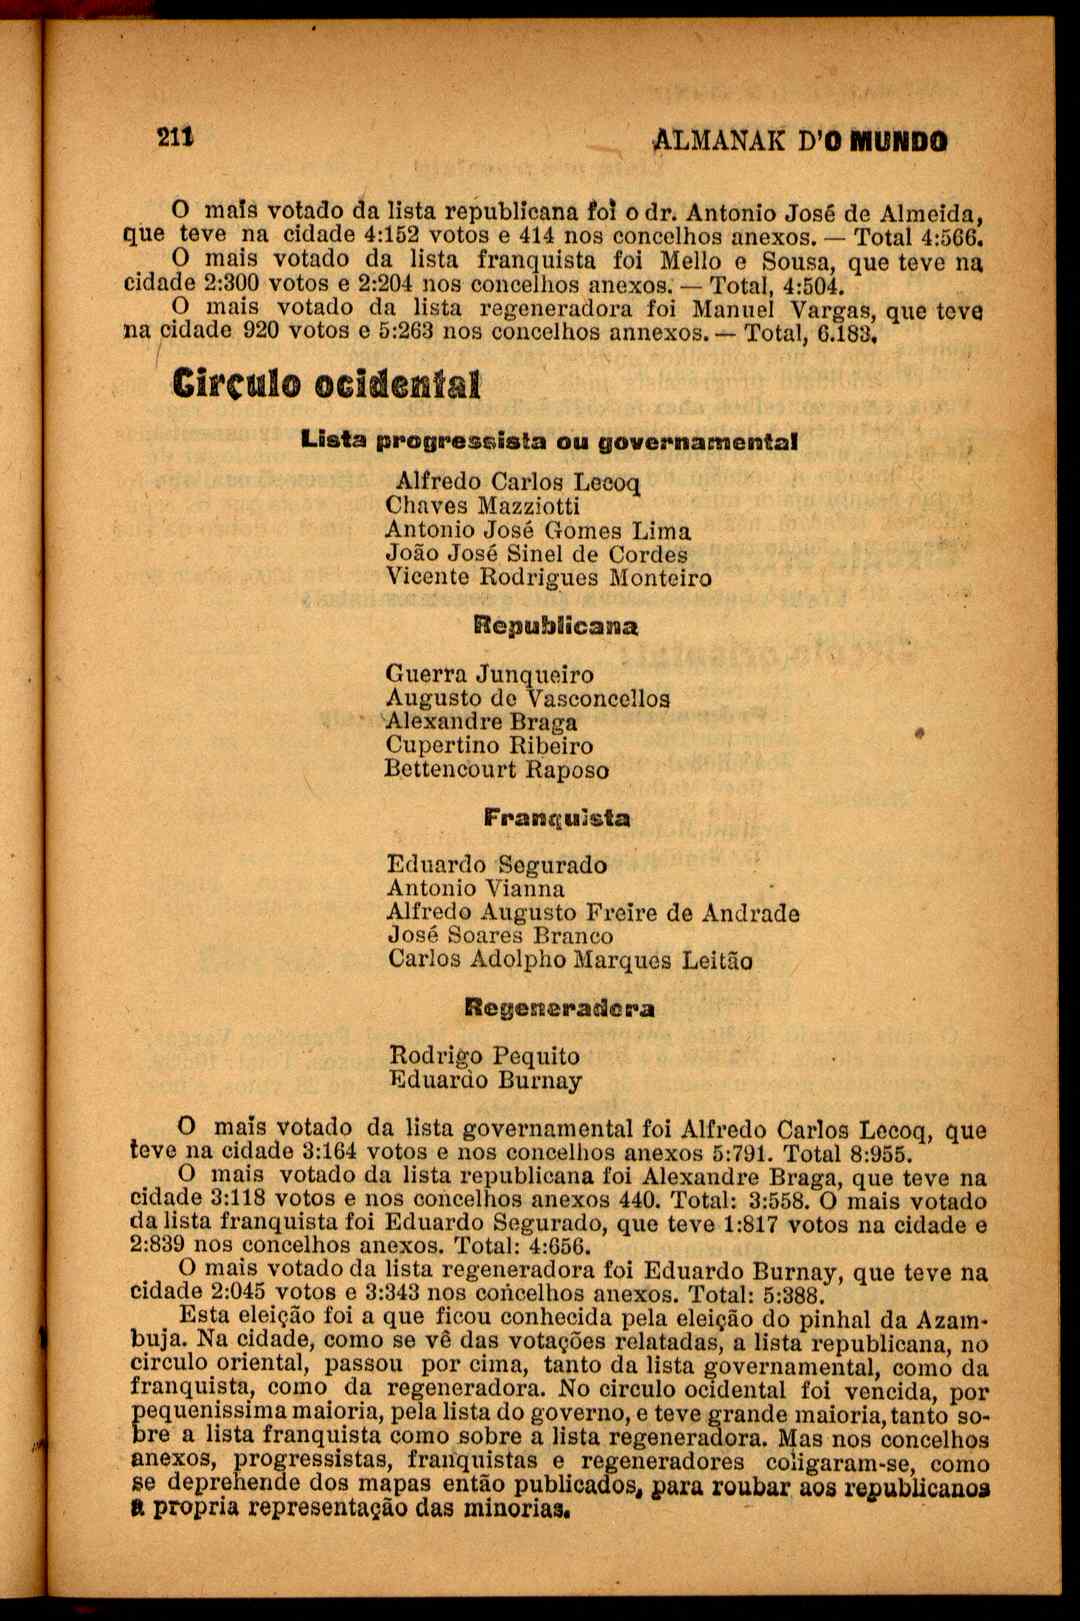 211
ALMANAK D'O MUNDO
O mais votado da lista republicana foi o dr. Antonio José de Almeida,
que teve na cidade 4:152 votos e 414 nos concelhos anexos. — Total 4:566.
O mais votado da lista franquista foi Mello e Sousa, que teve na
cidade 2:300 votos e 2:204 nos concelhos anexos. — Total, 4:504.
O mais votado da lista regeneradora foi Manuel Vargas, que teve
na cidade 920 votos e 5:263 nos concelhos annexos. — Total, 6.183.
Circulo ocidental
Lista progressista ou governamental
Alfredo Carlos Lecoq
Chaves Mazziotti
Antonio José Gomes Lima
João José Sinel de Cordes
Vicente Rodrigues Monteiro
Republicana
Guerra Junqueiro
Augusto de Vasconcellos
Alexandre Braga
Cupertino Ribeiro
Bettencourt Raposo
Franquista
Eduardo Segurado
Antonio Vianna
Alfredo Augusto Freire de Andrade
José Soares Branco
Carlos Adolpho Marques Leitão
Regeneradora
Rodrigo Pequito
Eduardo Burnay
O mais votado da lista governamental foi Alfredo Carlos Lecoq, que
teve na cidade 3:164 votos e nos concelhos anexos 5:791. Total 8:955.
O mais votado da lista republicana foi Alexandre Braga, que teve na
cidade 3:118 votos e nos concelhos anexos 440. Total: 3:558. O mais votado
da lista franquista foi Eduardo Segurado, que teve 1:817 votos na cidade e
2:839 nos concelhos anexos. Total: 4:656.
O mais votado da lista regeneradora foi Eduardo Burnay, que teve na
cidade 2:045 votos e 3:343 nos concelhos anexos. Total: 5:388.
Esta eleição foi a que ficou conhecida pela eleição do pinhal da Azam-
buja. Na cidade, como se vê das votações relatadas, a lista republicana, no
circulo oriental, passou por cima, tanto da lista governamental, como da
franquista, como da regeneradora. No circulo ocidental foi vencida, por
pequenissima maioria, pela lista do governo, e teve grande maioria, tanto so-
bre a lista franquista como sobre a lista regeneradora. Mas nos concelhos
anexos, progressistas, franquistas e regeneradores coligaram-se, como
se deprehende dos mapas então publicados, para roubar aos republicanos
a propria representação das minorias.